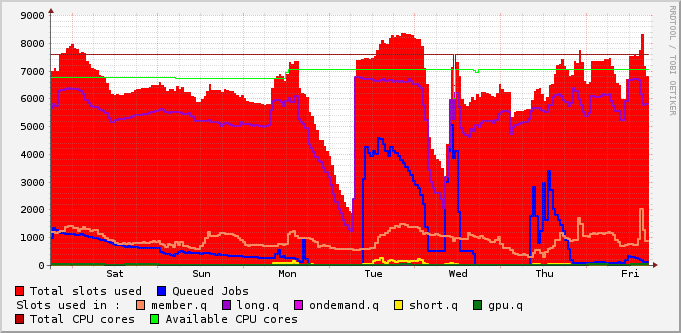 RRDTOOL / TOBI OETIKER
9000
8000
7000
6000
5000
4000
3000
2000
1000
0
Sat Sun Mon Tue Wed Thu Fri
Total slots used Queued Jobs
Slots used in : member.q long.q ondemand.q short.q gpu.q
Total CPU cores Available CPU cores